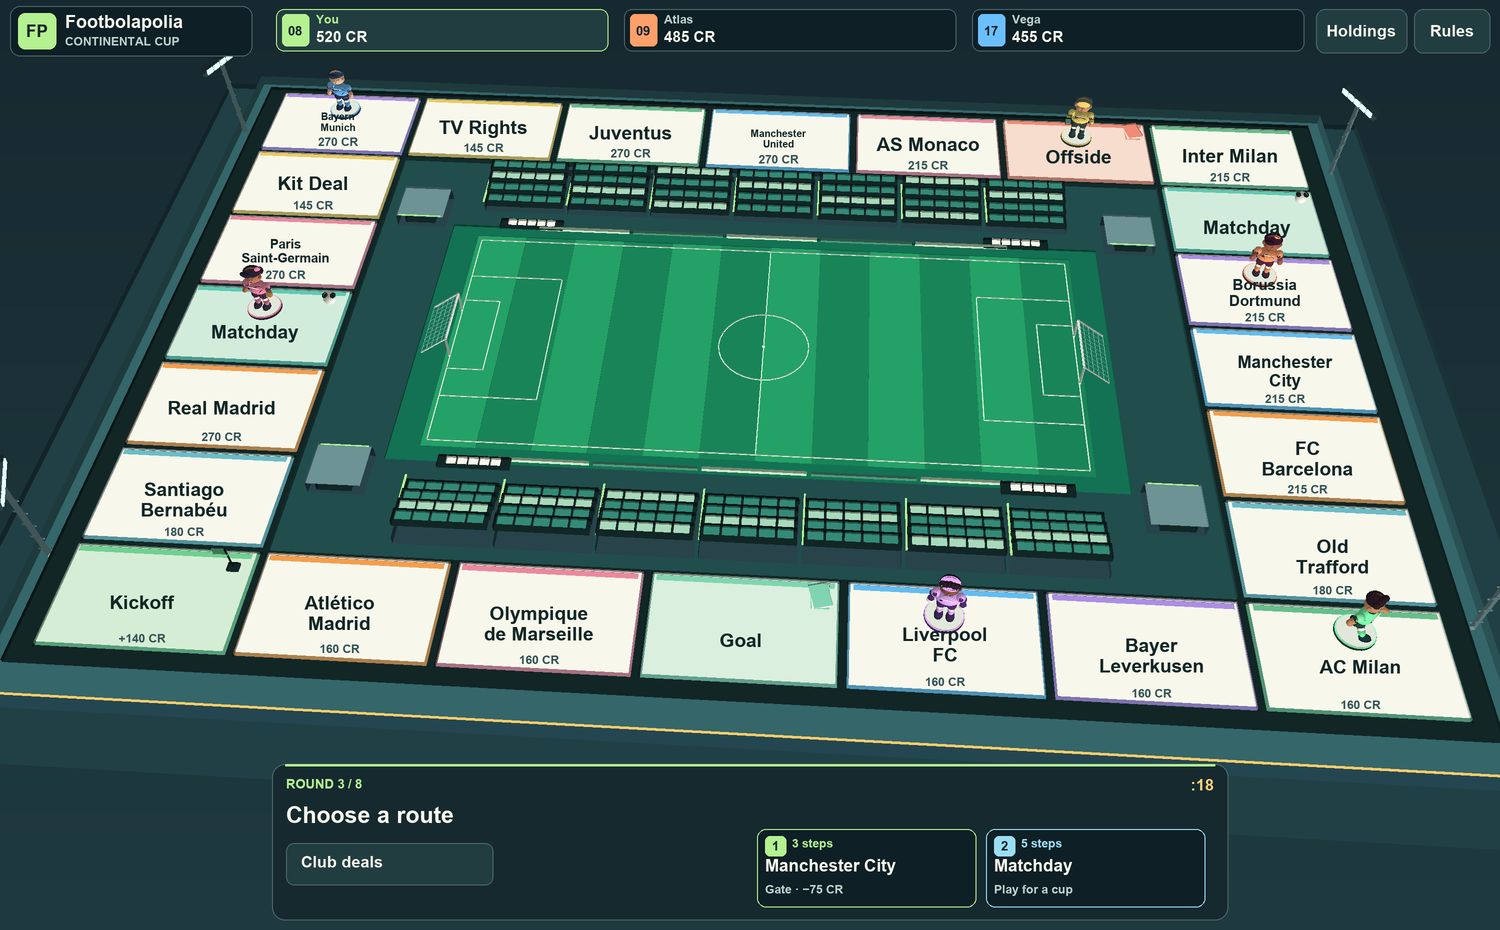 FP
Footbolapolia
CONTINENTAL CUP
08
You
520 CR
09
Atlas
485 CR
17
Vega
455 CR
Holdings
Rules
Bayern
Munich
270 CR
TV Rights
145 CR
Juventus
270 CR
Manchester
United
270 CR
AS Monaco
215 CR
Offside
Inter Milan
215 CR
Kit Deal
145 CR
Matchday
Paris
Saint-Germain
270 CR
Borussia
Dortmund
215 CR
Matchday
Manchester
City
215 CR
Real Madrid
270 CR
FC
Barcelona
215 CR
Santiago
Bernabéu
180 CR
Old
Trafford
180 CR
Kickoff
+140 CR
Atlético
Madrid
160 CR
Olympique
de Marseille
160 CR
Goal
Liverpool
FC
160 CR
Bayer
Leverkusen
160 CR
AC Milan
160 CR
ROUND 3 / 8
:18
Choose a route
Club deals
1
3 steps
Manchester City
Gate · −75 CR
2
5 steps
Matchday
Play for a cup